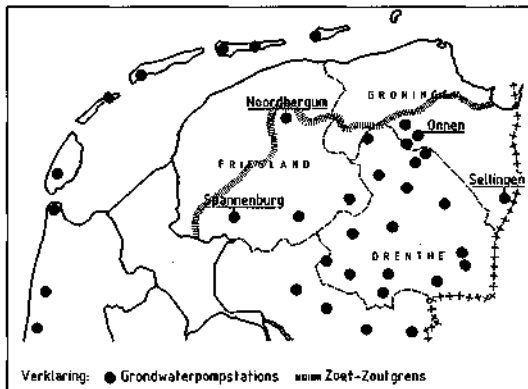 GRONINGEN
Noordbergum
Onnen
FRIESLAND
Sellingen
Spannenburg
DRENTHE
Verklaring: Grondwaterpompstations Zoet-Zoutgrens